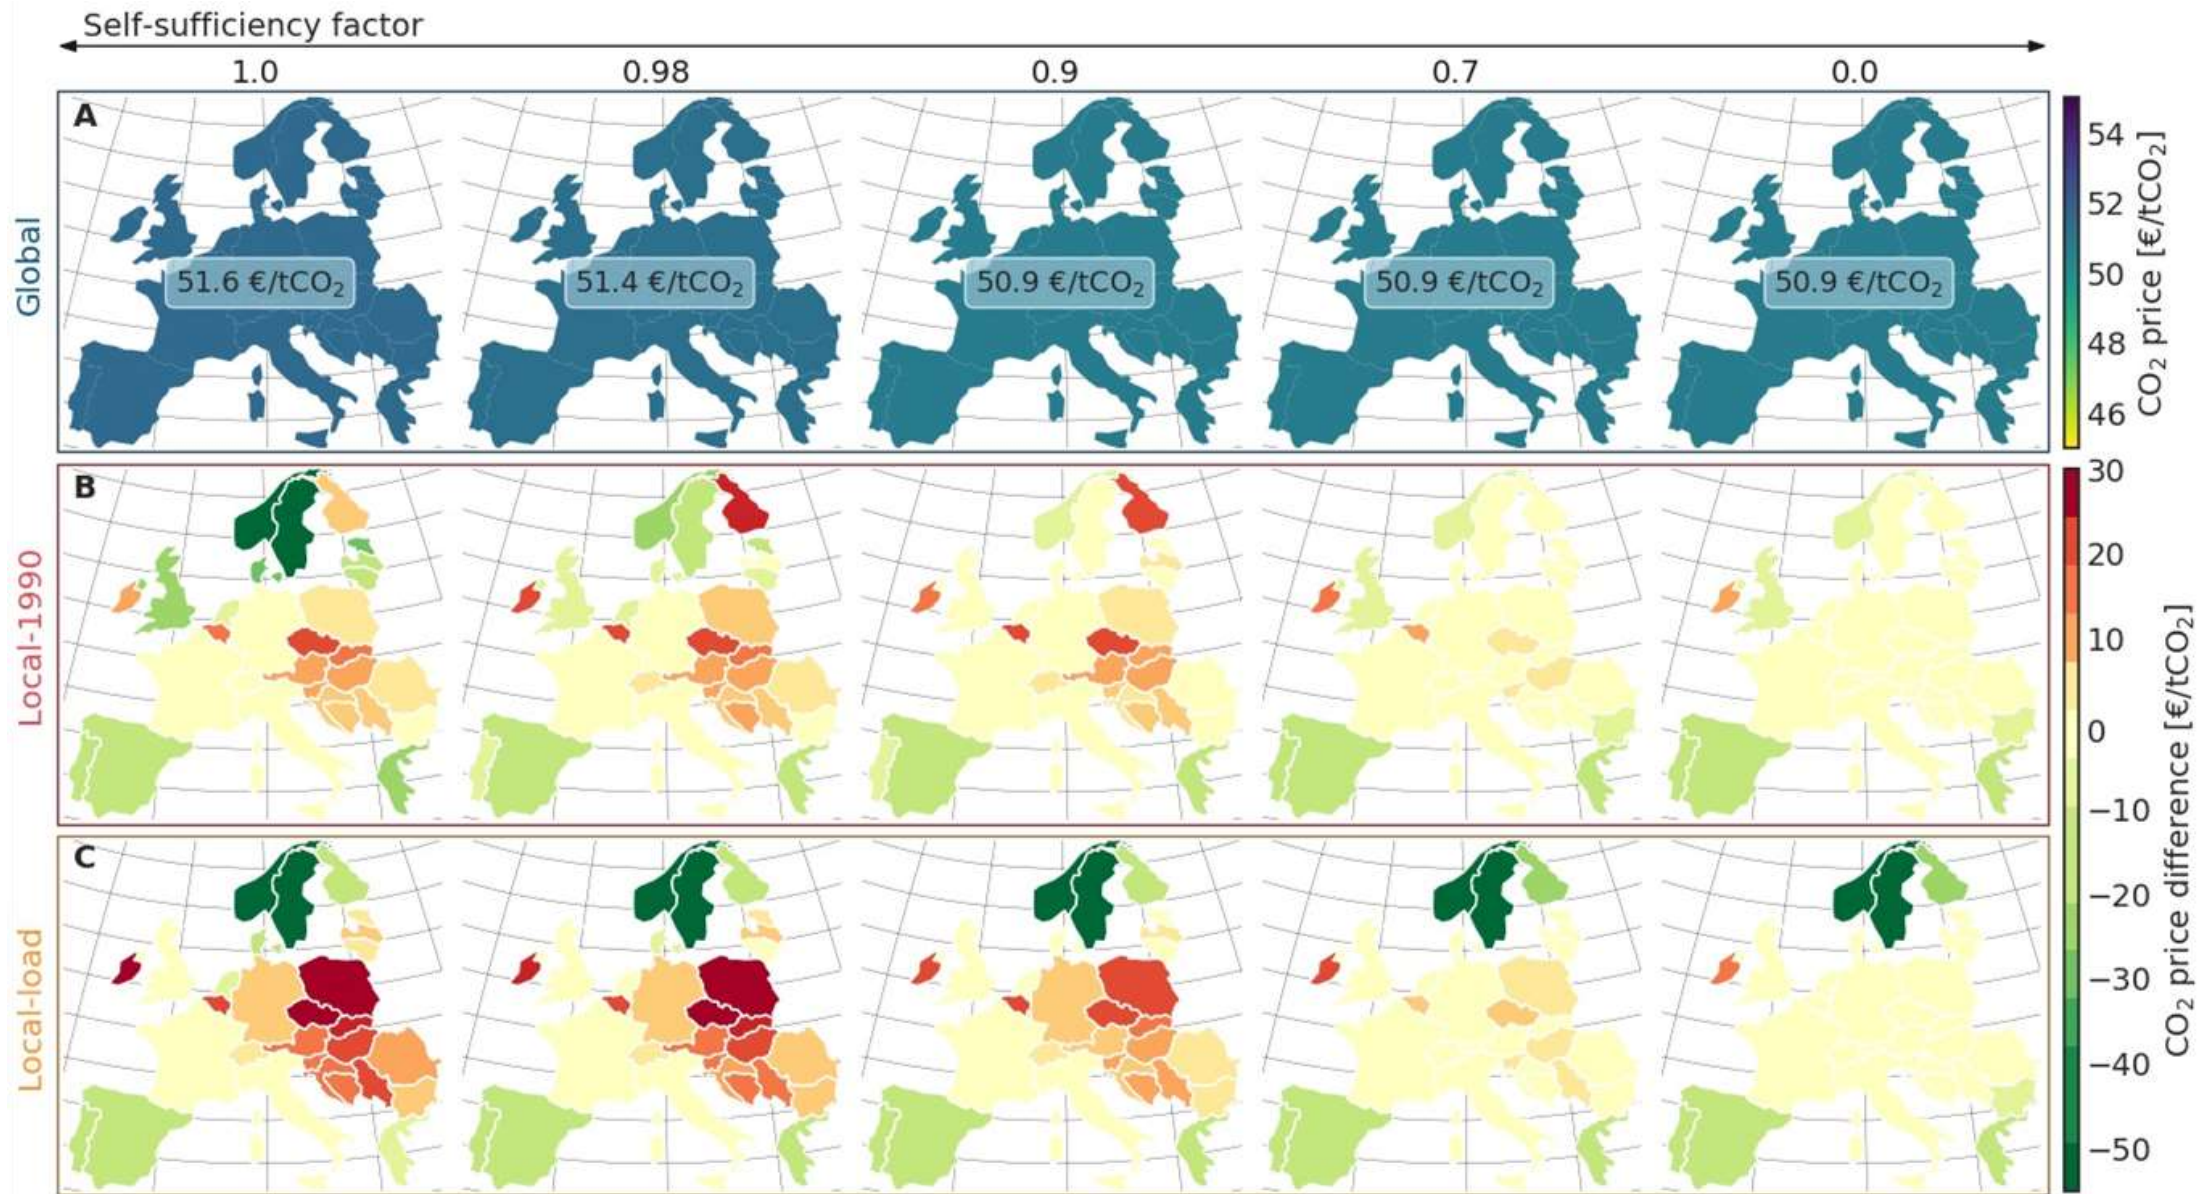 Self-sufficiency factor
1.0 0.98 0.9 0.7 0.0
A
Global
51.6 €/tCO₂ 51.4 €/tCO₂ 50.9 €/tCO₂ 50.9 €/tCO₂ 50.9 €/tCO₂
54
52
50
48
46
CO₂ price [€/tCO₂]
B
Local-1990
C
Local-load
30
20
10
0
−10
−20
−30
−40
−50
CO₂ price difference [€/tCO₂]